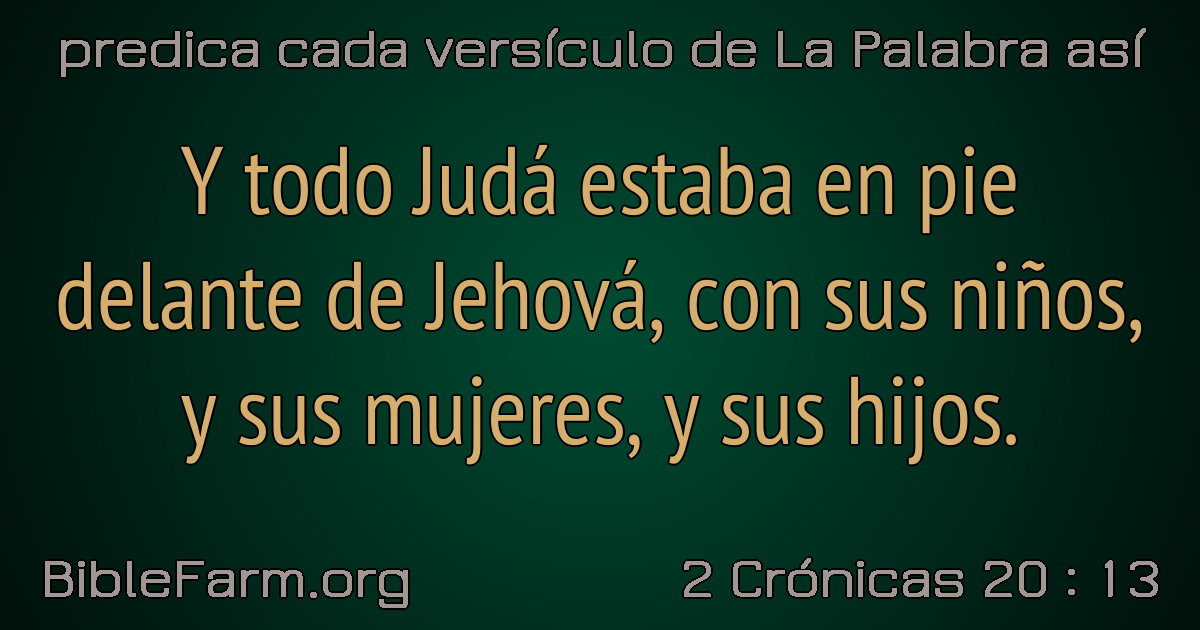 predica cada versículo de La Palabra así
Y todo Judá estaba en pie
delante de Jehová, con sus niños,
y sus mujeres, y sus hijos.
BibleFarm.org
2 Crónicas 20 : 13